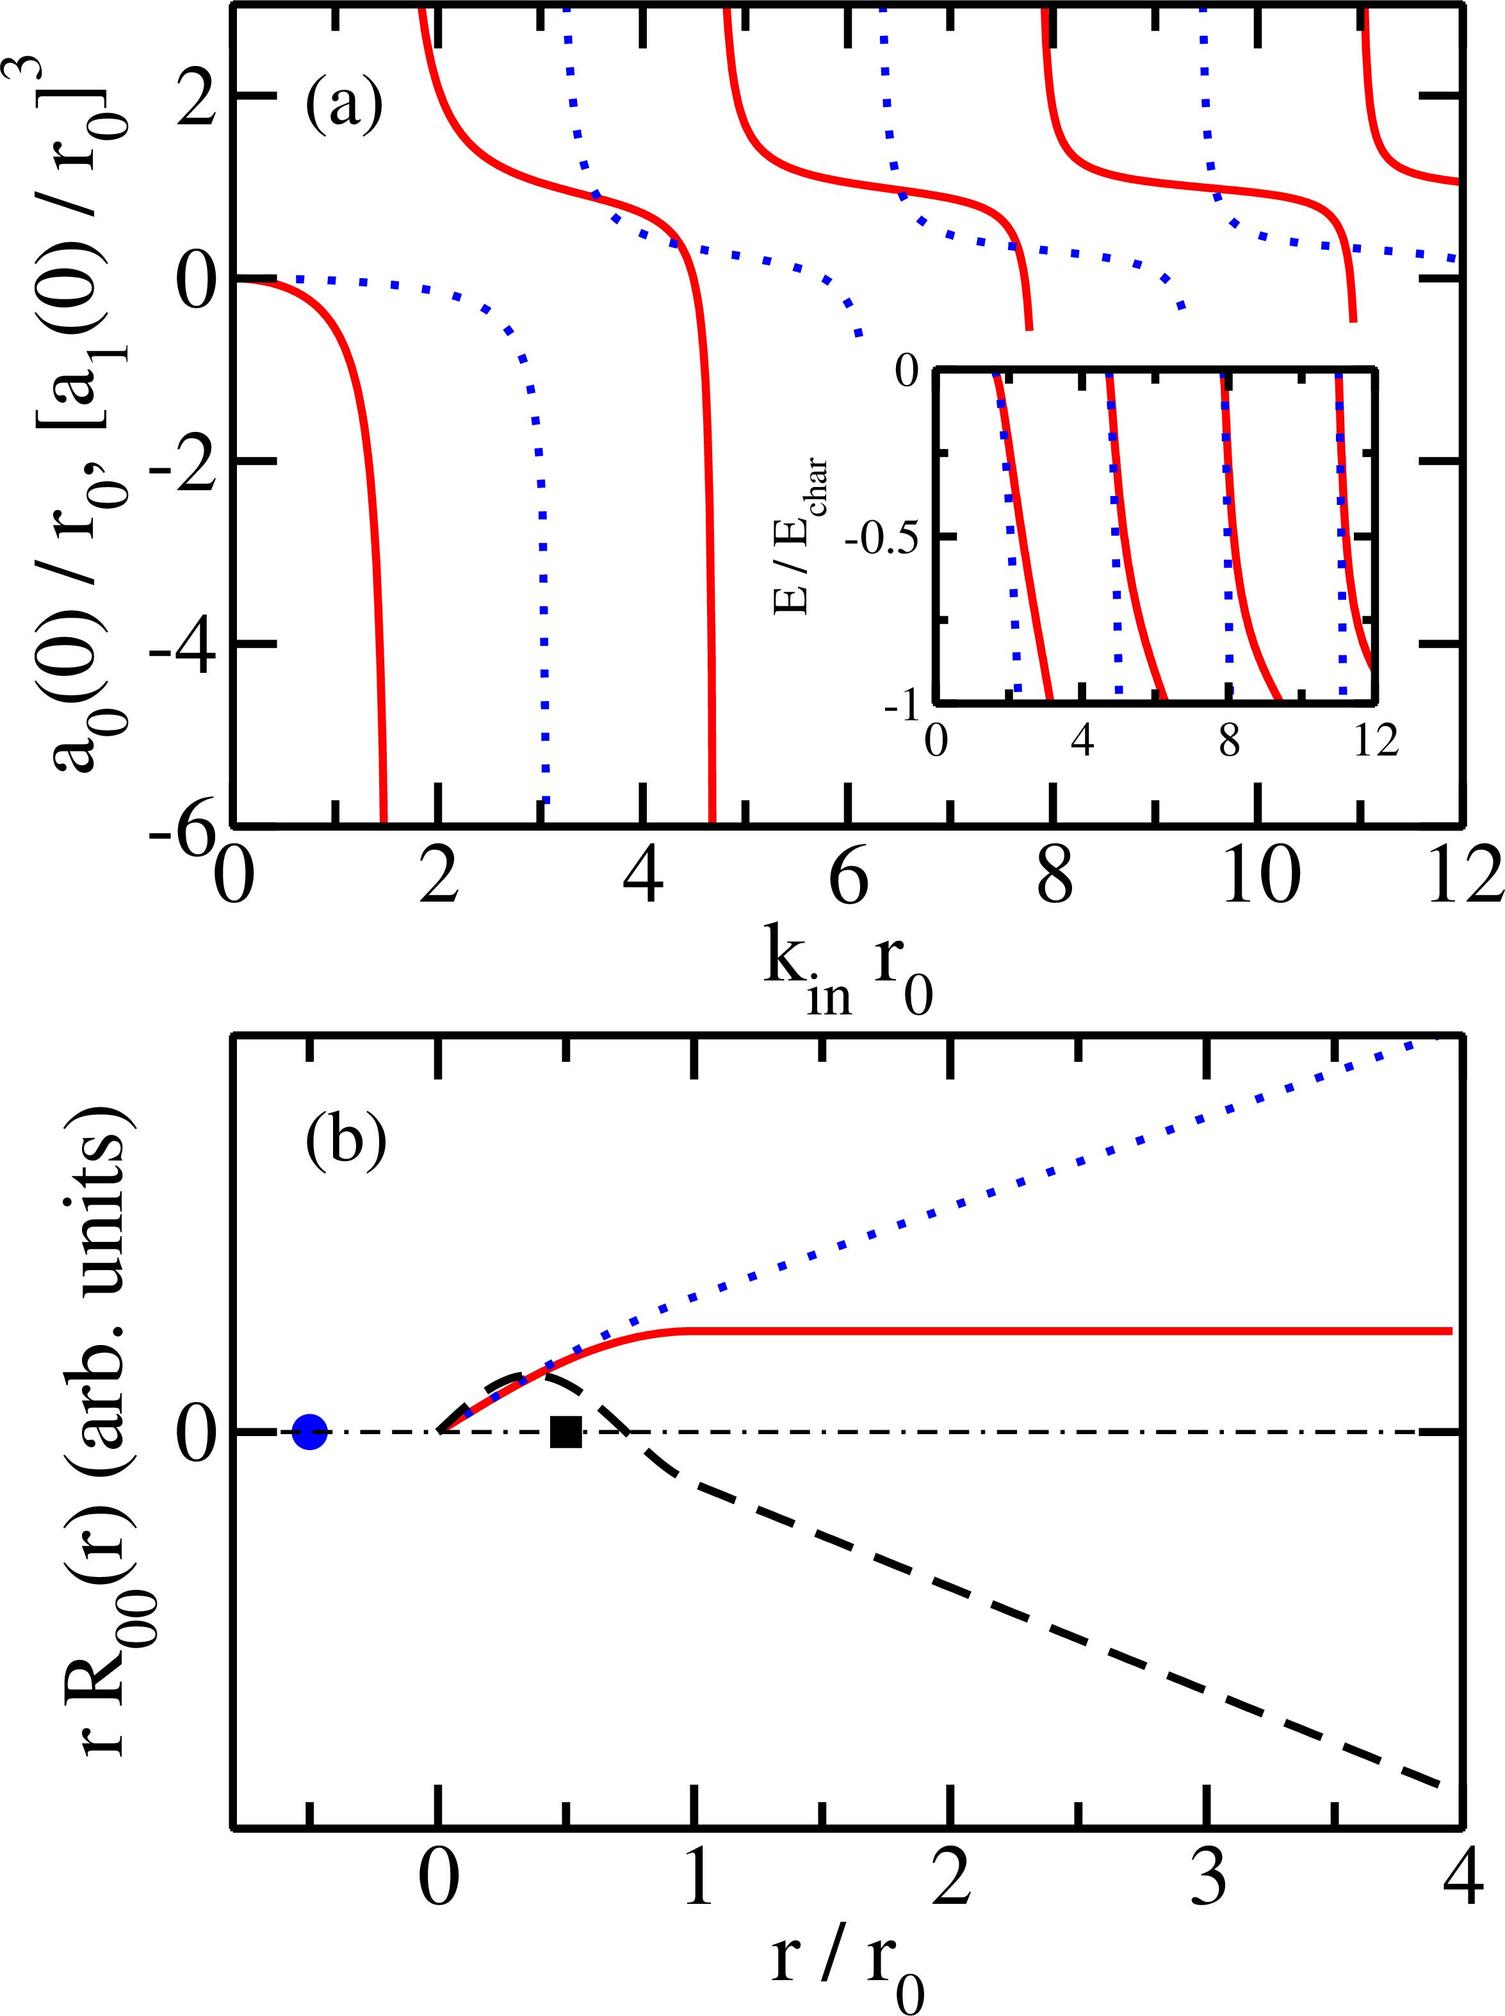 a0(0) / r0, [a1(0) / r0]^3
(a)
2
0
-2
-4
-6
0 2 4 6 8 10 12
kin r0
E / Echar
0
-0.5
-1
0 4 8 12
r R00(r) (arb. units)
(b)
0
0 1 2 3 4
r / r0